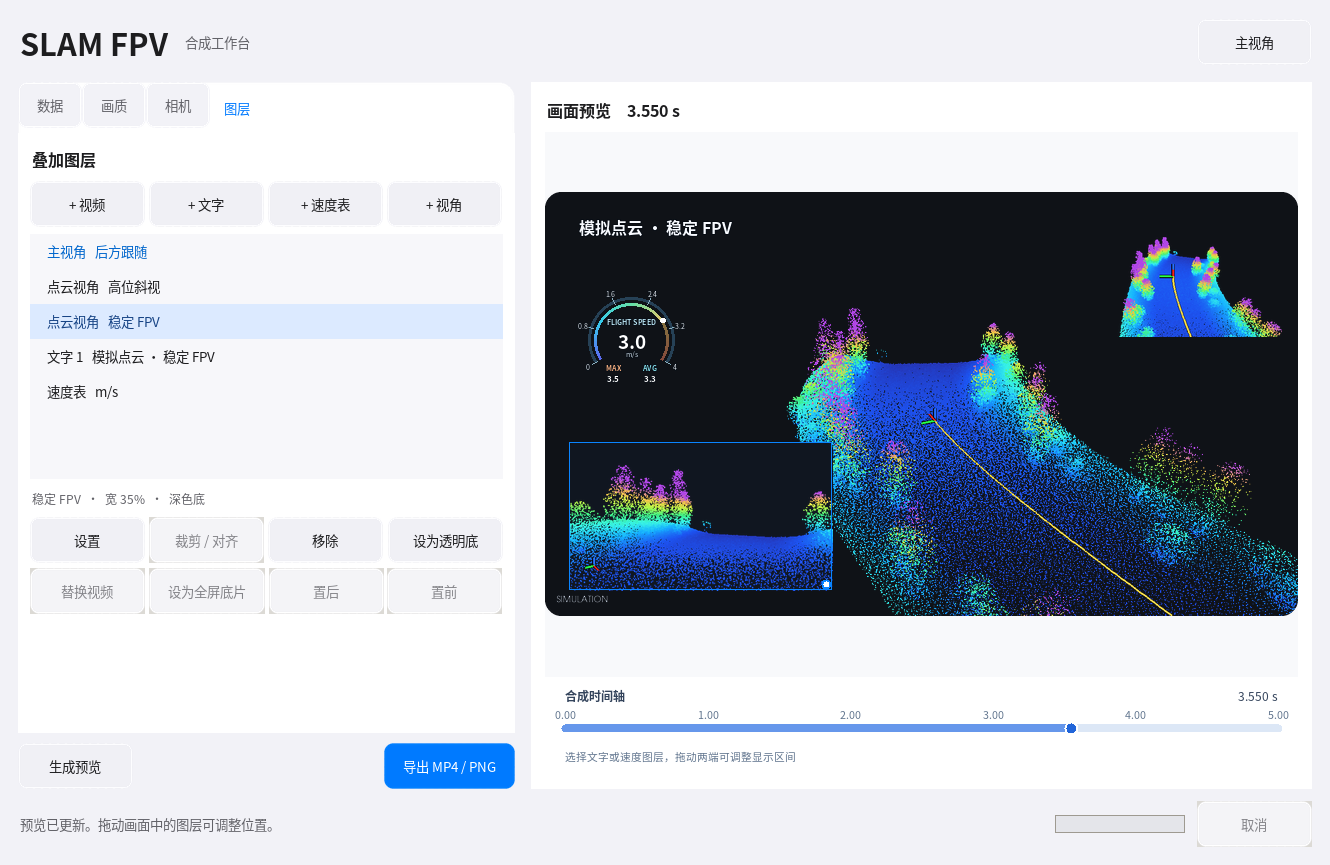 SLAM FPV 合成工作台
主视角
数据 画质 相机 图层
叠加图层
+ 视频 + 文字 + 速度表 + 视角
主视角 后方跟随
点云视角 高位斜视
点云视角 稳定 FPV
文字 1 模拟点云 · 稳定 FPV
速度表 m/s
稳定 FPV · 宽 35% · 深色底
设置 裁剪 / 对齐 移除 设为透明底
替换视频 设为全屏底片 置后 置前
生成预览 导出 MP4 / PNG
画面预览 3.550 s
模拟点云 · 稳定 FPV
1.6 2.4
0.8 FLIGHT SPEED 3.2
3.0
m/s
0 MAX AVG 4
3.5 3.3
SIMULATION
合成时间轴 3.550 s
0.00 1.00 2.00 3.00 4.00 5.00
选择文字或速度图层，拖动两端可调整显示区间
预览已更新。拖动画面中的图层可调整位置。
取消